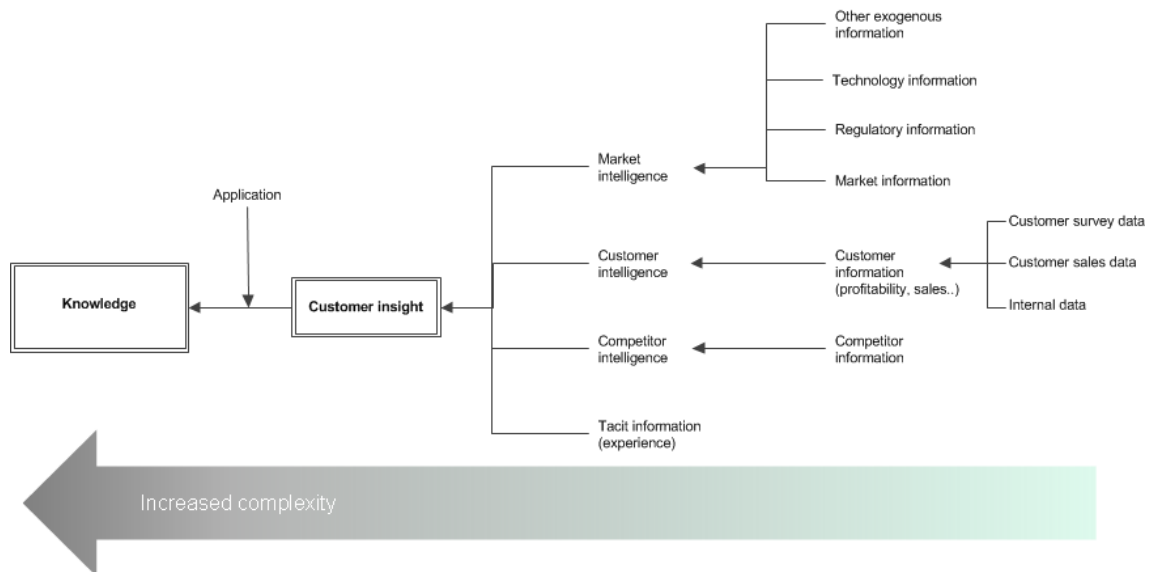 Other exogenous
information
Technology information
Regulatory information
Market
intelligence
Market information
Application
Customer survey data
Customer
intelligence
Customer
information
(profitability, sales..)
Customer sales data
Knowledge
Customer insight
Internal data
Competitor
intelligence
Competitor
information
Tacit information
(experience)
Increased complexity